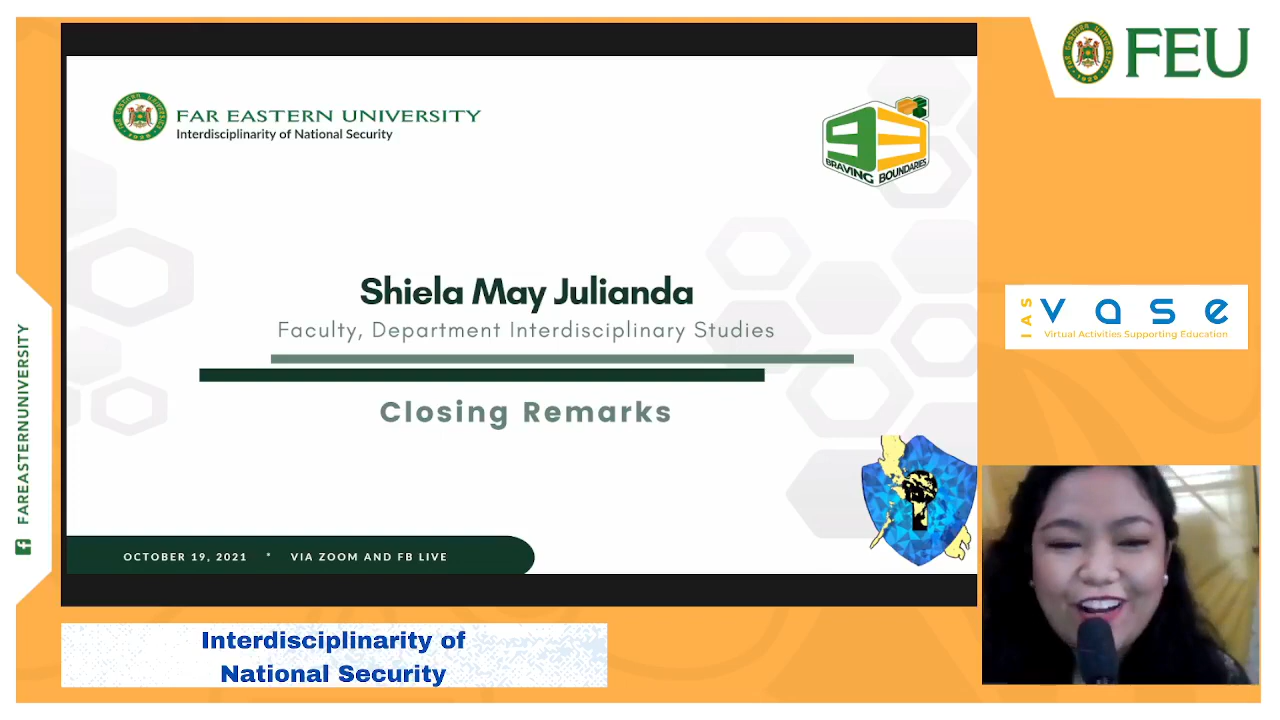 FEU
FAR EASTERN UNIVERSITY
Interdisciplinarity of National Security
BRAVING BOUNDARIES
Shiela May Julianda
Faculty, Department Interdisciplinary Studies
Closing Remarks
OCTOBER 19, 2021 * VIA ZOOM AND FB LIVE
FAREASTERNUNIVERSITY
IAS vase
Virtual Activities Supporting Education
Interdisciplinarity of
National Security